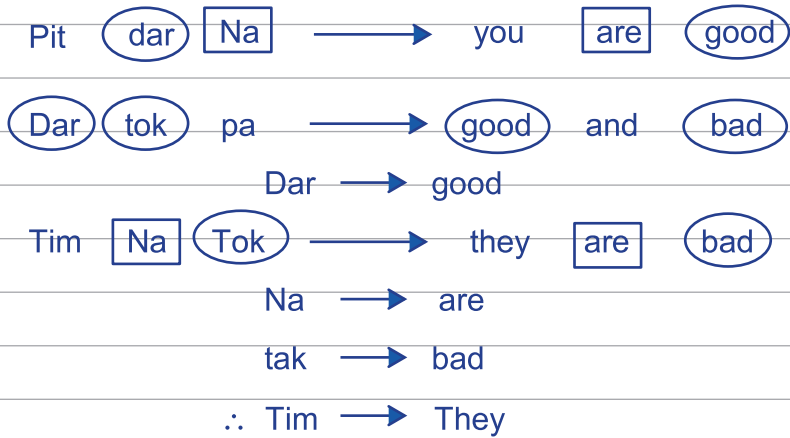 Pit dar Na → you are good
Dar tok pa → good and bad
Dar → good
Tim Na Tok → they are bad
Na → are
tak → bad
∴ Tim → They